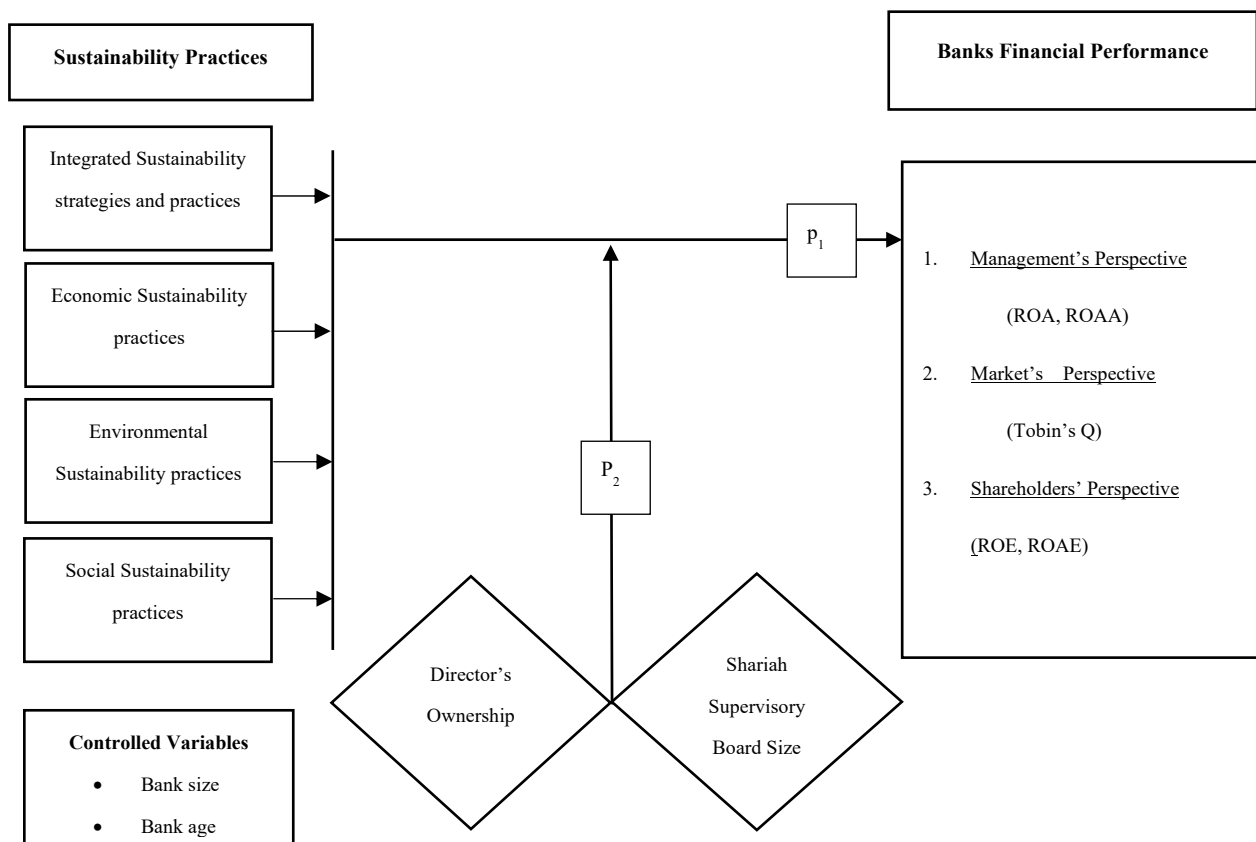 Sustainability Practices
Banks Financial Performance
Integrated Sustainability
strategies and practices
Economic Sustainability
practices
Environmental
Sustainability practices
Social Sustainability
practices
p1
P2
1. Management’s Perspective
(ROA, ROAA)
2. Market’s Perspective
(Tobin’s Q)
3. Shareholders’ Perspective
(ROE, ROAE)
Director’s
Ownership
Shariah
Supervisory
Board Size
Controlled Variables
• Bank size
• Bank age